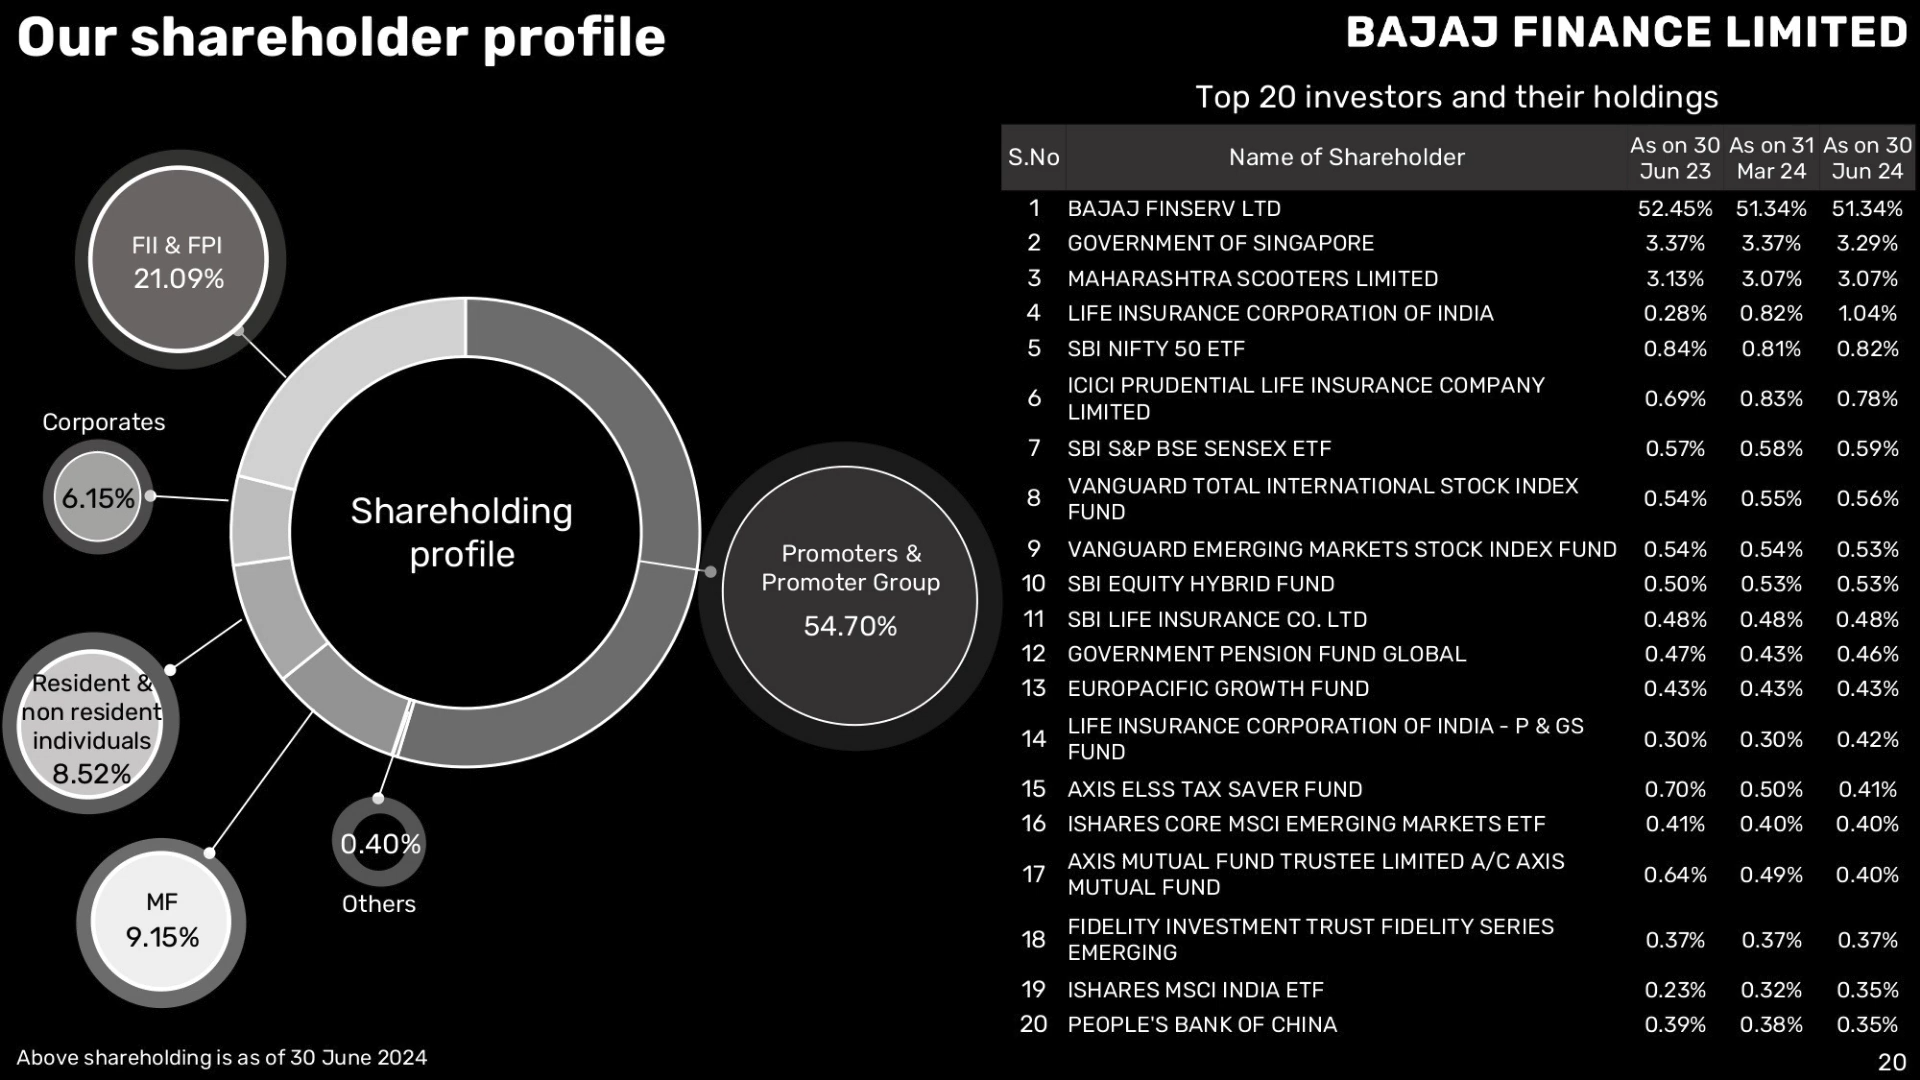 Our shareholder profile
BAJAJ FINANCE LIMITED
FII & FPI
21.09%
Corporates
6.15%
Resident &
non resident
individuals
8.52%
MF
9.15%
0.40%
Others
Shareholding
profile
Promoters &
Promoter Group
54.70%
Top 20 investors and their holdings
S.No Name of Shareholder As on 30 Jun 23 As on 31 Mar 24 As on 30 Jun 24
1 BAJAJ FINSERV LTD 52.45% 51.34% 51.34%
2 GOVERNMENT OF SINGAPORE 3.37% 3.37% 3.29%
3 MAHARASHTRA SCOOTERS LIMITED 3.13% 3.07% 3.07%
4 LIFE INSURANCE CORPORATION OF INDIA 0.28% 0.82% 1.04%
5 SBI NIFTY 50 ETF 0.84% 0.81% 0.82%
6 ICICI PRUDENTIAL LIFE INSURANCE COMPANY LIMITED 0.69% 0.83% 0.78%
7 SBI S&P BSE SENSEX ETF 0.57% 0.58% 0.59%
8 VANGUARD TOTAL INTERNATIONAL STOCK INDEX FUND 0.54% 0.55% 0.56%
9 VANGUARD EMERGING MARKETS STOCK INDEX FUND 0.54% 0.54% 0.53%
10 SBI EQUITY HYBRID FUND 0.50% 0.53% 0.53%
11 SBI LIFE INSURANCE CO. LTD 0.48% 0.48% 0.48%
12 GOVERNMENT PENSION FUND GLOBAL 0.47% 0.43% 0.46%
13 EUROPACIFIC GROWTH FUND 0.43% 0.43% 0.43%
14 LIFE INSURANCE CORPORATION OF INDIA - P & GS FUND 0.30% 0.30% 0.42%
15 AXIS ELSS TAX SAVER FUND 0.70% 0.50% 0.41%
16 ISHARES CORE MSCI EMERGING MARKETS ETF 0.41% 0.40% 0.40%
17 AXIS MUTUAL FUND TRUSTEE LIMITED A/C AXIS MUTUAL FUND 0.64% 0.49% 0.40%
18 FIDELITY INVESTMENT TRUST FIDELITY SERIES EMERGING 0.37% 0.37% 0.37%
19 ISHARES MSCI INDIA ETF 0.23% 0.32% 0.35%
20 PEOPLE'S BANK OF CHINA 0.39% 0.38% 0.35%
Above shareholding is as of 30 June 2024
20